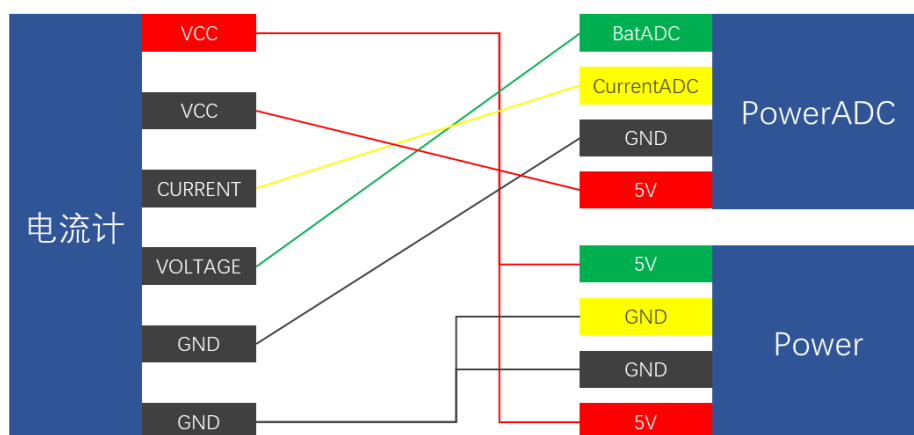 电流计
VCC
VCC
CURRENT
VOLTAGE
GND
GND
BatADC
CurrentADC
GND
5V
PowerADC
5V
GND
GND
5V
Power